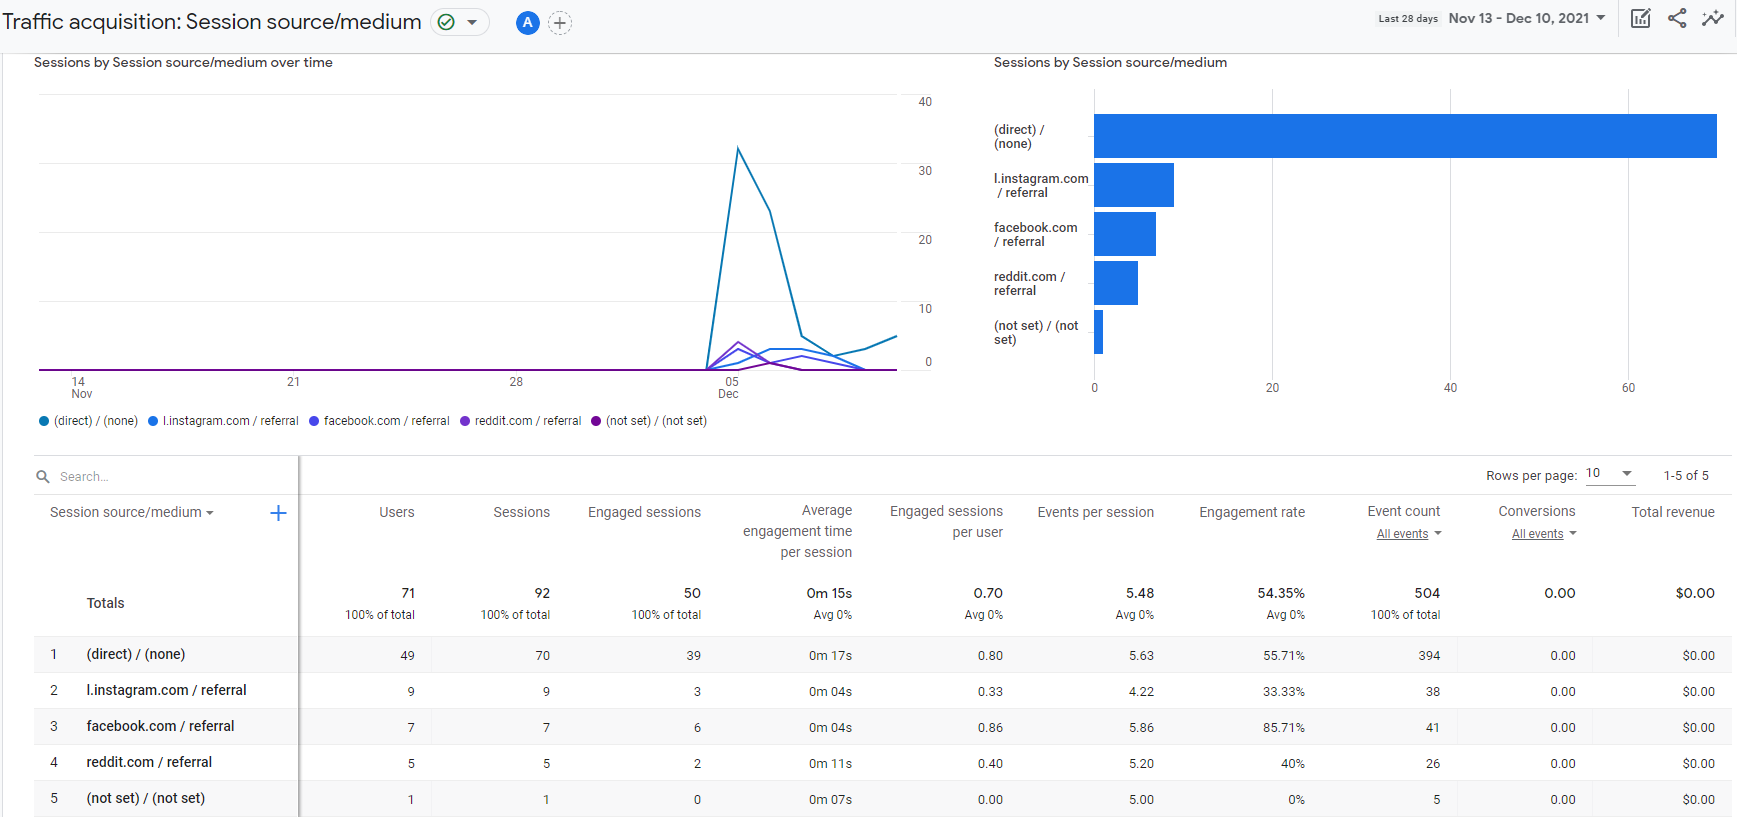 Traffic acquisition: Session source/medium
A
Last 28 days Nov 13 - Dec 10, 2021
Sessions by Session source/medium over time
40
30
20
10
0
14
Nov
21
28
05
Dec
(direct) / (none) l.instagram.com / referral facebook.com / referral reddit.com / referral (not set) / (not set)
Sessions by Session source/medium
(direct) /
(none)
l.instagram.com
/ referral
facebook.com
/ referral
reddit.com /
referral
(not set) / (not
set)
0 20 40 60
Search...
Rows per page: 10 1-5 of 5
Session source/medium
Users
Sessions
Engaged sessions
Average
engagement time
per session
Engaged sessions
per user
Events per session
Engagement rate
Event count
All events
Conversions
All events
Total revenue
Totals
71 92 50 0m 15s 0.70 5.48 54.35% 504 0.00 $0.00
100% of total 100% of total 100% of total Avg 0% Avg 0% Avg 0% Avg 0% 100% of total
1 (direct) / (none) 49 70 39 0m 17s 0.80 5.63 55.71% 394 0.00 $0.00
2 l.instagram.com / referral 9 9 3 0m 04s 0.33 4.22 33.33% 38 0.00 $0.00
3 facebook.com / referral 7 7 6 0m 04s 0.86 5.86 85.71% 41 0.00 $0.00
4 reddit.com / referral 5 5 2 0m 11s 0.40 5.20 40% 26 0.00 $0.00
5 (not set) / (not set) 1 1 0 0m 07s 0.00 5.00 0% 5 0.00 $0.00